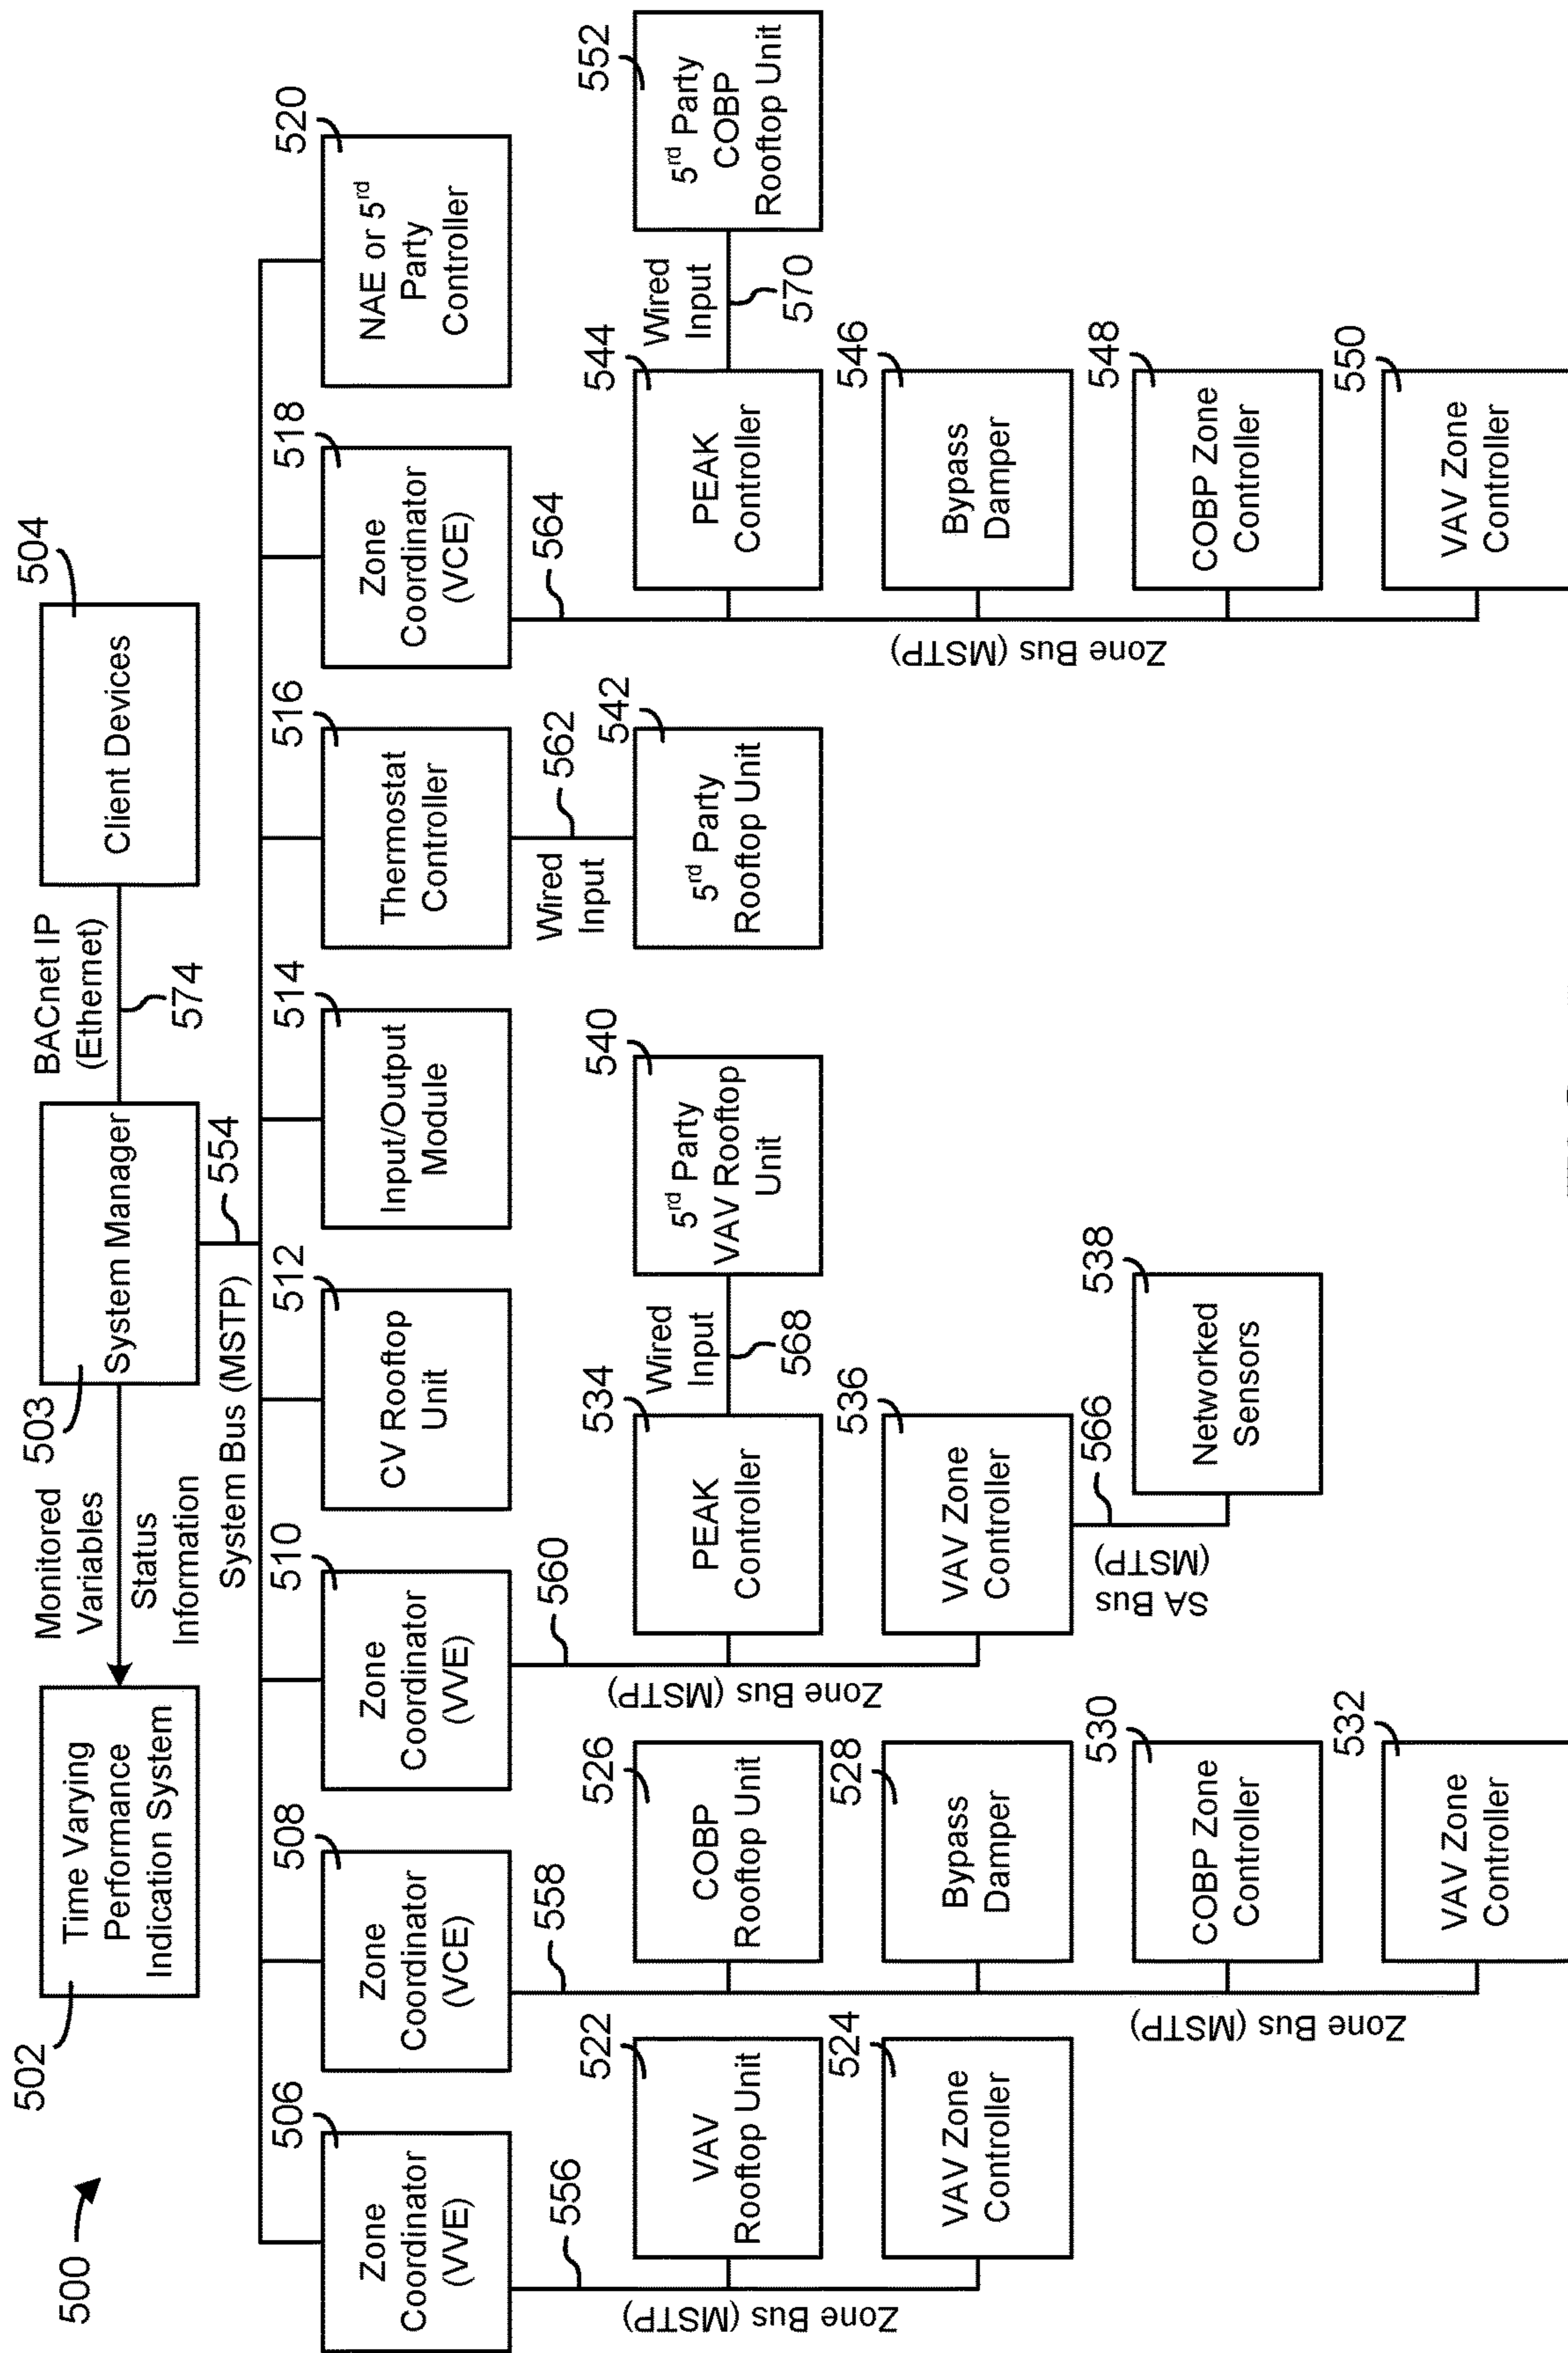 500
502
Time Varying
Performance
Indication System
Monitored
Variables
Status
Information
503
System Manager
BACnet IP
(Ethernet)
574
504
Client Devices
554
System Bus (MSTP)
506
Zone
Coordinator
(VVE)
508
Zone
Coordinator
(VCE)
510
Zone
Coordinator
(VVE)
512
CV Rooftop
Unit
514
Input/Output
Module
516
Thermostat
Controller
518
Zone
Coordinator
(VCE)
520
NAE or 5rd
Party
Controller
556
Zone Bus (MSTP)
522
VAV
Rooftop Unit
524
VAV Zone
Controller
558
Zone Bus (MSTP)
526
COBP
Rooftop Unit
528
Bypass
Damper
530
COBP Zone
Controller
532
VAV Zone
Controller
560
Zone Bus (MSTP)
534
PEAK
Controller
Wired
Input
568
540
5rd Party
VAV Rooftop
Unit
536
VAV Zone
Controller
566
SA Bus
(MSTP)
538
Networked
Sensors
Wired
Input
562
542
5rd Party
Rooftop Unit
564
Zone Bus (MSTP)
544
PEAK
Controller
Wired
Input
570
552
5rd Party
COBP
Rooftop Unit
546
Bypass
Damper
548
COBP Zone
Controller
550
VAV Zone
Controller